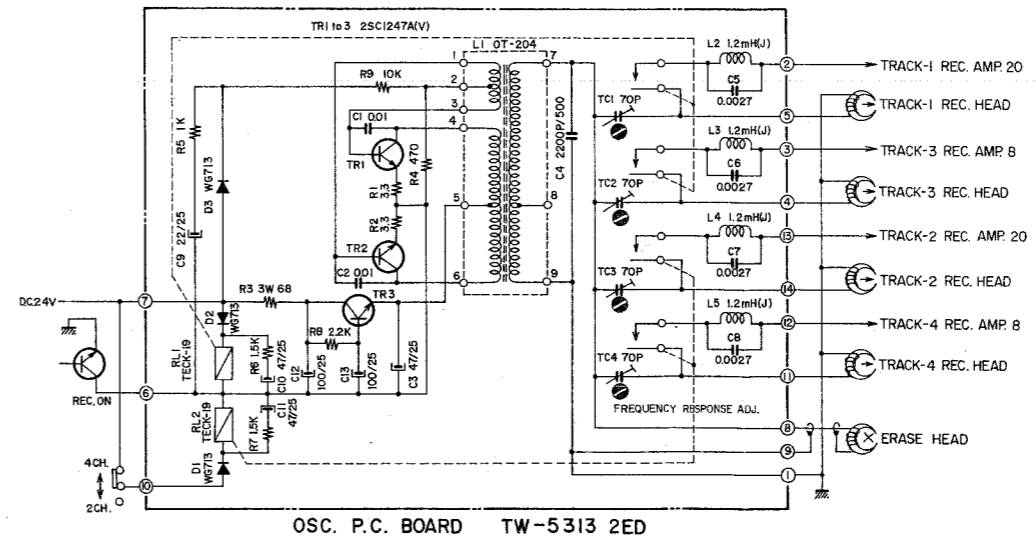 TR1 to 3 2SC1247A(V)
L1 OT-204
1
2
3
4
5
6
7
8
9
R9 10K
R5 1K
C1 0.01
TR1
R4 470
R1 3.3
R2 3.3
TR2
C2 0.01
D3 WG713
C9 22/25
C4 2200P/500
DC24V
7
R3 3W 68
TR3
D2 WG713
R8 2.2K
RL1 TECK-19
R6 1.5K
C10 47/25
C12 100/25
C13 100/25
C3 47/25
REC. ON
6
RL2 TECK-19
C11 47/25
R7 1.5K
D1 WG713
4CH.
2CH.
10
L2 1.2mH(J)
C5 0.0027
2
TRACK-1 REC. AMP. 20
TC1 70P
5
TRACK-1 REC. HEAD
L3 1.2mH(J)
C6 0.0027
3
TRACK-3 REC. AMP. 8
TC2 70P
4
TRACK-3 REC. HEAD
L4 1.2mH(J)
C7 0.0027
13
TRACK-2 REC. AMP. 20
TC3 70P
14
TRACK-2 REC. HEAD
L5 1.2mH(J)
C8 0.0027
12
TRACK-4 REC. AMP. 8
TC4 70P
11
TRACK-4 REC. HEAD
FREQUENCY RESPONSE ADJ.
8
9
ERASE HEAD
1
OSC. P.C. BOARD TW-5313 2ED